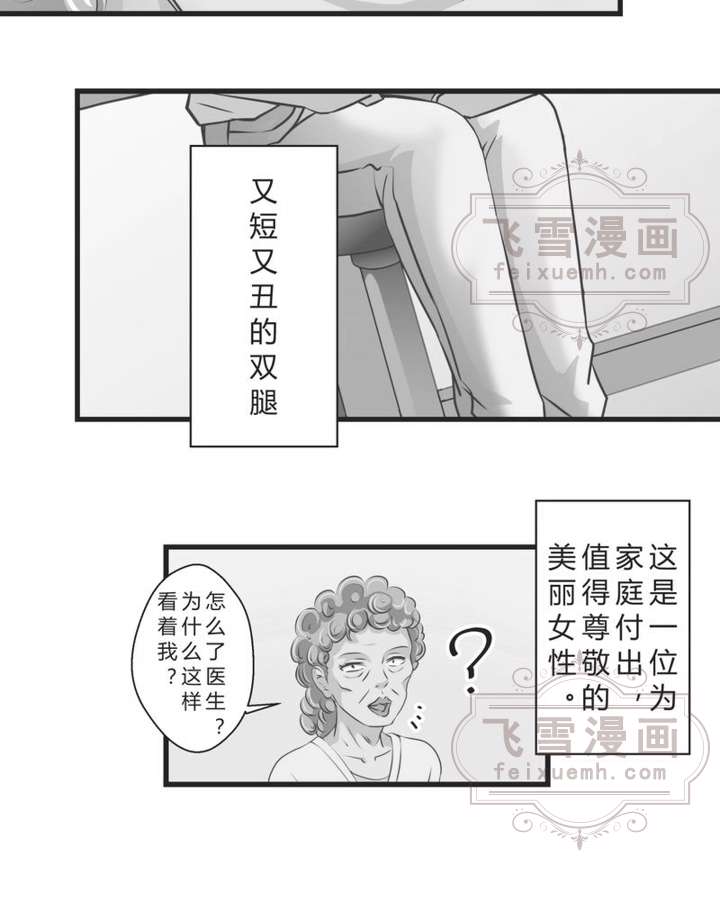 又短又丑的双腿
飞雪漫画
feixuemh.com
这是一位为
家庭付出，
值得尊敬的
美丽女性。
?
怎么了医生？
为什么这样
看着我？
飞雪漫画
feixuemh.com